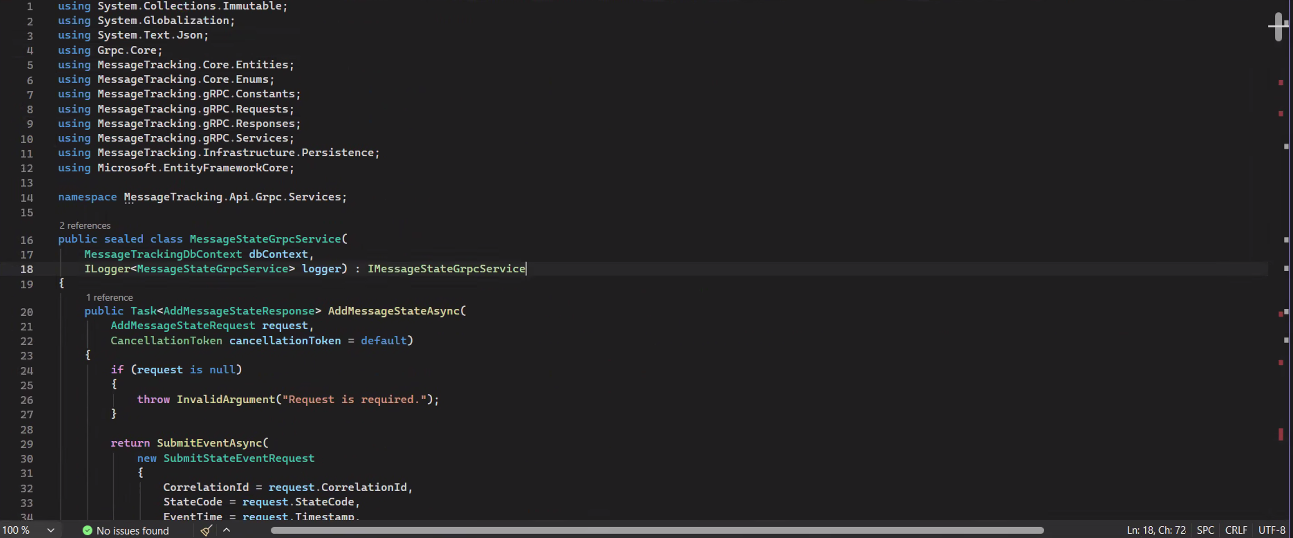 1 using System.Collections.Immutable;
2 using System.Globalization;
3 using System.Text.Json;
4 using Grpc.Core;
5 using MessageTracking.Core.Entities;
6 using MessageTracking.Core.Enums;
7 using MessageTracking.gRPC.Constants;
8 using MessageTracking.gRPC.Requests;
9 using MessageTracking.gRPC.Responses;
10 using MessageTracking.gRPC.Services;
11 using MessageTracking.Infrastructure.Persistence;
12 using Microsoft.EntityFrameworkCore;
13
14 namespace MessageTracking.Api.Grpc.Services;
15
2 references
16 public sealed class MessageStateGrpcService(
17 MessageTrackingDbContext dbContext,
18 ILogger<MessageStateGrpcService> logger) : IMessageStateGrpcService
19 {
1 reference
20 public Task<AddMessageStateResponse> AddMessageStateAsync(
21 AddMessageStateRequest request,
22 CancellationToken cancellationToken = default)
23 {
24 if (request is null)
25 {
26 throw InvalidArgument("Request is required.");
27 }
28
29 return SubmitEventAsync(
30 new SubmitStateEventRequest
31 {
32 CorrelationId = request.CorrelationId,
33 StateCode = request.StateCode,
34 EventTime = request.Timestamp,
100 % No issues found Ln: 18, Ch: 72 SPC CRLF UTF-8